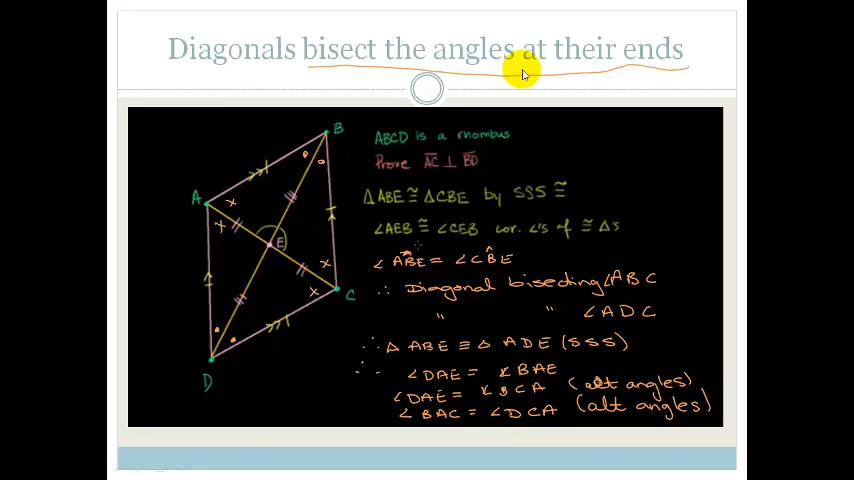 Diagonals bisect the angles at their ends
B
ABCD is a rhombus
Prove AC ⊥ BD
A
ΔABE ≅ ΔCBE by SSS ≅
∠AEB ≅ ∠CEB cor. ∠'s of ≅ Δ's
E
∠ABE = ∠CB̂E
∴ Diagonal bisecting ∠ABC
" " ∠ADC
C
∴ Δ ABE ≡ Δ ADE (SSS)
∴ ∠DAE = ∠BAE
D
∠DAE = ∠BCA (alt angles)
∠BAC = ∠DCA (alt angles)